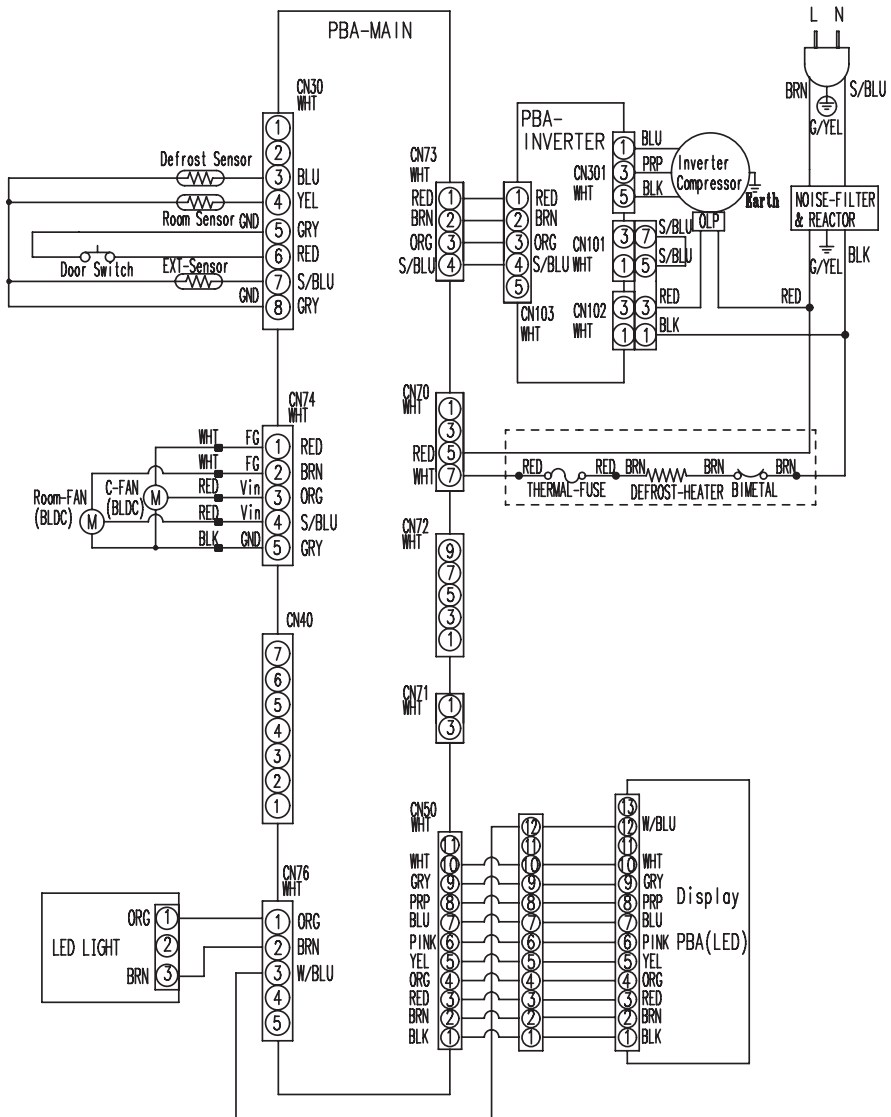 L N
PBA-MAIN
BRN S/BLU
G/YEL
CN30
WHT
1
2
3 BLU
4 YEL
5 GRY
6 RED
7 S/BLU
8 GRY
Defrost Sensor
Room Sensor
GND
Door Switch
EXT-Sensor
GND
CN73
WHT
RED 1
BRN 2
ORG 3
S/BLU 4
PBA-
INVERTER
1 RED
2 BRN
3 ORG
4 S/BLU
5
CN103
WHT
CN301
WHT
1 BLU
3 PRP
5 BLK
Inverter
Compressor
OLP
Earth
CN101
WHT
3 7 S/BLU
1 5 S/BLU
CN102
WHT
3 3 RED
1 1 BLK
NOISE-FILTER
& REACTOR
G/YEL
BLK
RED
CN70
WHT
1
3
RED 5
WHT 7
RED RED BRN BRN BRN
THERMAL-FUSE DEFROST-HEATER BIMETAL
CN74
WHT
WHT FG 1 RED
WHT FG 2 BRN
RED Vin 3 ORG
RED Vin 4 S/BLU
BLK GND 5 GRY
Room-FAN
(BLDC)
M
C-FAN
(BLDC)
M
CN72
WHT
9
7
5
3
1
CN40
7
6
5
4
3
2
1
CN71
WHT
1
3
CN50
WHT
11
WHT 10
GRY 9
PRP 8
BLU 7
PINK 6
YEL 5
ORG 4
RED 3
BRN 2
BLK 1
12
11
10
9
8
7
6
5
4
3
2
1
13
12 W/BLU
11
10 WHT
9 GRY
8 PRP
7 BLU
6 PINK
5 YEL
4 ORG
3 RED
2 BRN
1 BLK
Display
PBA(LED)
CN76
WHT
1 ORG
2 BRN
3 W/BLU
4
5
LED LIGHT
ORG 1
2
BRN 3